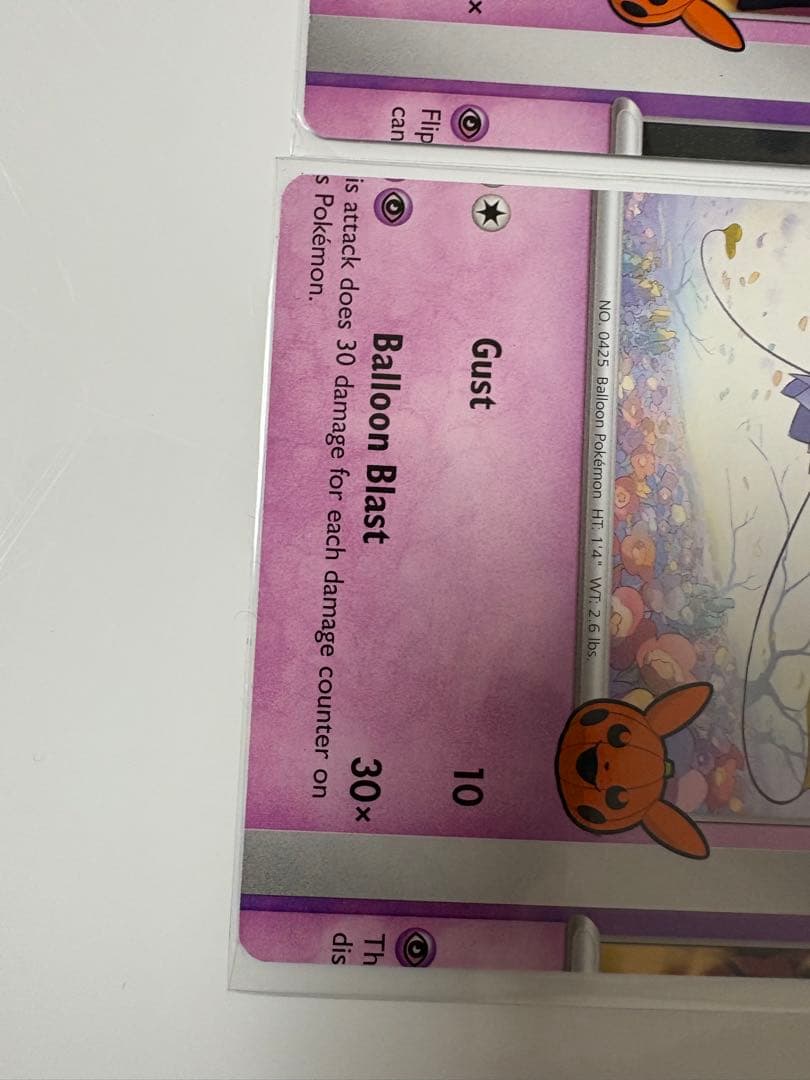 x
Flip
can
NO. 0425 Balloon Pokémon HT: 1'4" WT: 2.6 lbs.
Gust 10
Balloon Blast 30x
is attack does 30 damage for each damage counter on
s Pokémon.
Th
dis